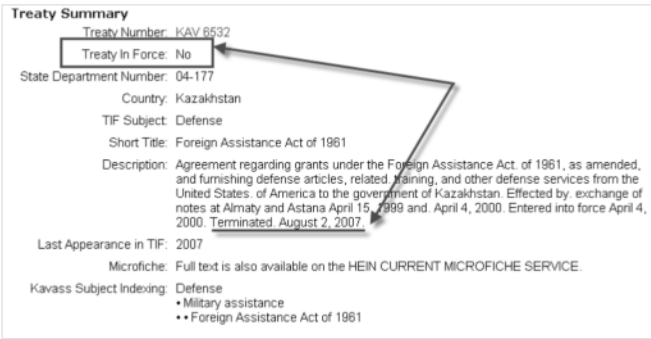 Treaty Summary
Treaty Number: KAV 6532
Treaty In Force: No
State Department Number: 04-177
Country: Kazakhstan
TIF Subject: Defense
Short Title: Foreign Assistance Act of 1961
Description: Agreement regarding grants under the Foreign Assistance Act. of 1961, as amended,
and furnishing defense articles, related. training, and other defense services from the
United States. of America to the government of Kazakhstan. Effected by. exchange of
notes at Almaty and Astana April 15, 1999 and. April 4, 2000. Entered into force April 4,
2000. Terminated. August 2, 2007.
Last Appearance in TIF: 2007
Microfiche: Full text is also available on the HEIN CURRENT MICROFICHE SERVICE.
Kavass Subject Indexing: Defense
• Military assistance
• • Foreign Assistance Act of 1961